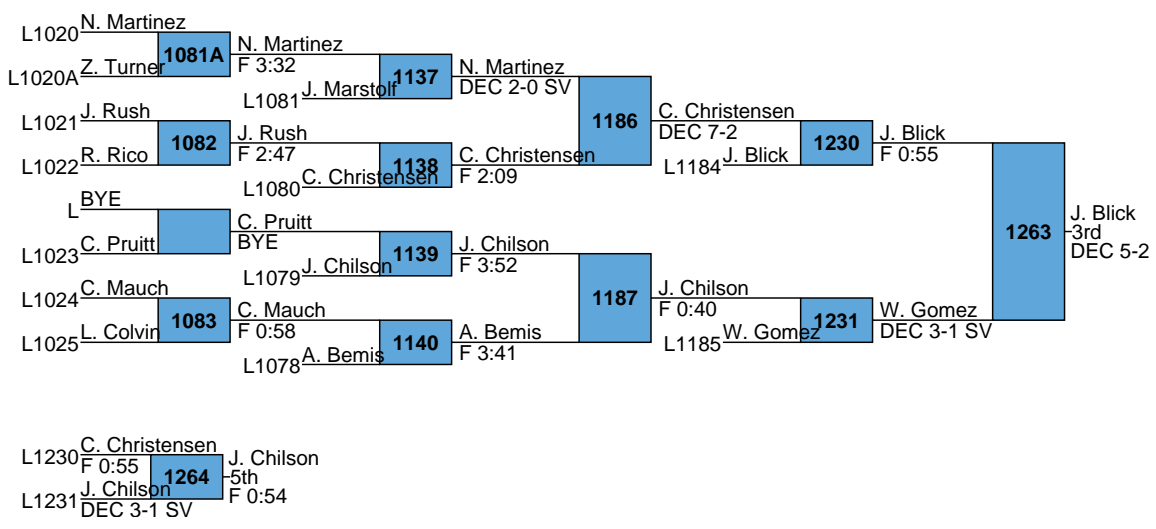 L1020 N. Martinez
1081A
N. Martinez
F 3:32
L1020A Z. Turner
1137
N. Martinez
DEC 2-0 SV
L1081 J. Marstolf
L1021 J. Rush
1082
J. Rush
F 2:47
L1022 R. Rico
1138
C. Christensen
F 2:09
L1080 C. Christensen
1186
C. Christensen
DEC 7-2
L1184 J. Blick
1230
J. Blick
F 0:55
L BYE
C. Pruitt
BYE
L1023 C. Pruitt
1139
J. Chilson
F 3:52
L1079 J. Chilson
L1024 C. Mauch
1083
C. Mauch
F 0:58
L1025 L. Colvin
1140
A. Bemis
F 3:41
L1078 A. Bemis
1187
J. Chilson
F 0:40
L1185 W. Gomez
1231
W. Gomez
DEC 3-1 SV
1263
J. Blick
3rd
DEC 5-2
L1230 C. Christensen
F 0:55
1264
J. Chilson
5th
F 0:54
L1231 J. Chilson
DEC 3-1 SV